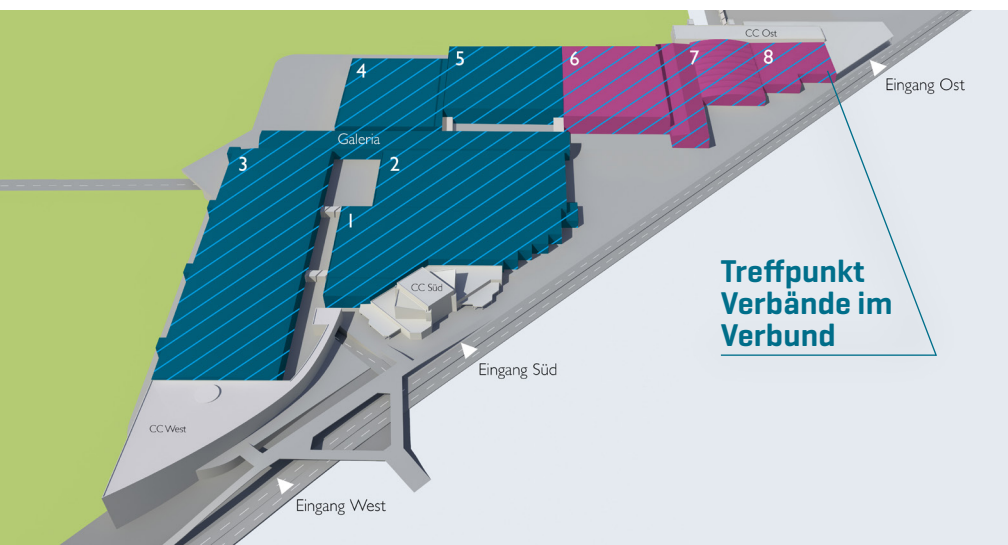 CC Ost
4
5
6
7
8
Eingang Ost
Galeria
3
2
1
Treffpunkt
Verbände im
Verbund
CC Süd
Eingang Süd
CC West
Eingang West